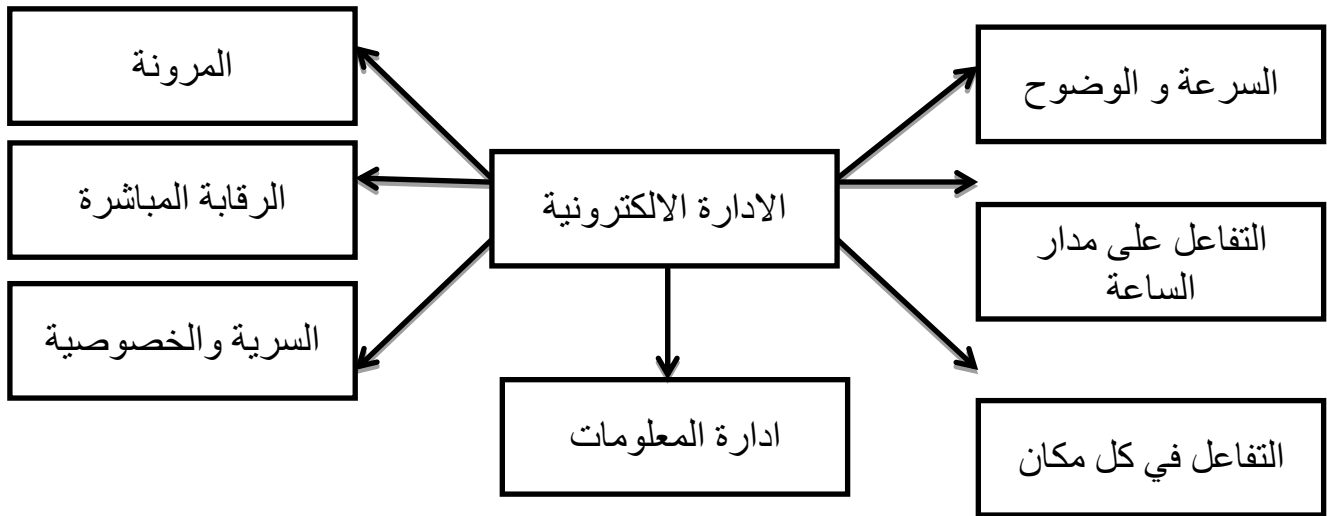 السرعة و الوضوح
المرونة
الادارة الالكترونية
الرقابة المباشرة
التفاعل على مدار
الساعة
السرية والخصوصية
ادارة المعلومات
التفاعل في كل مكان